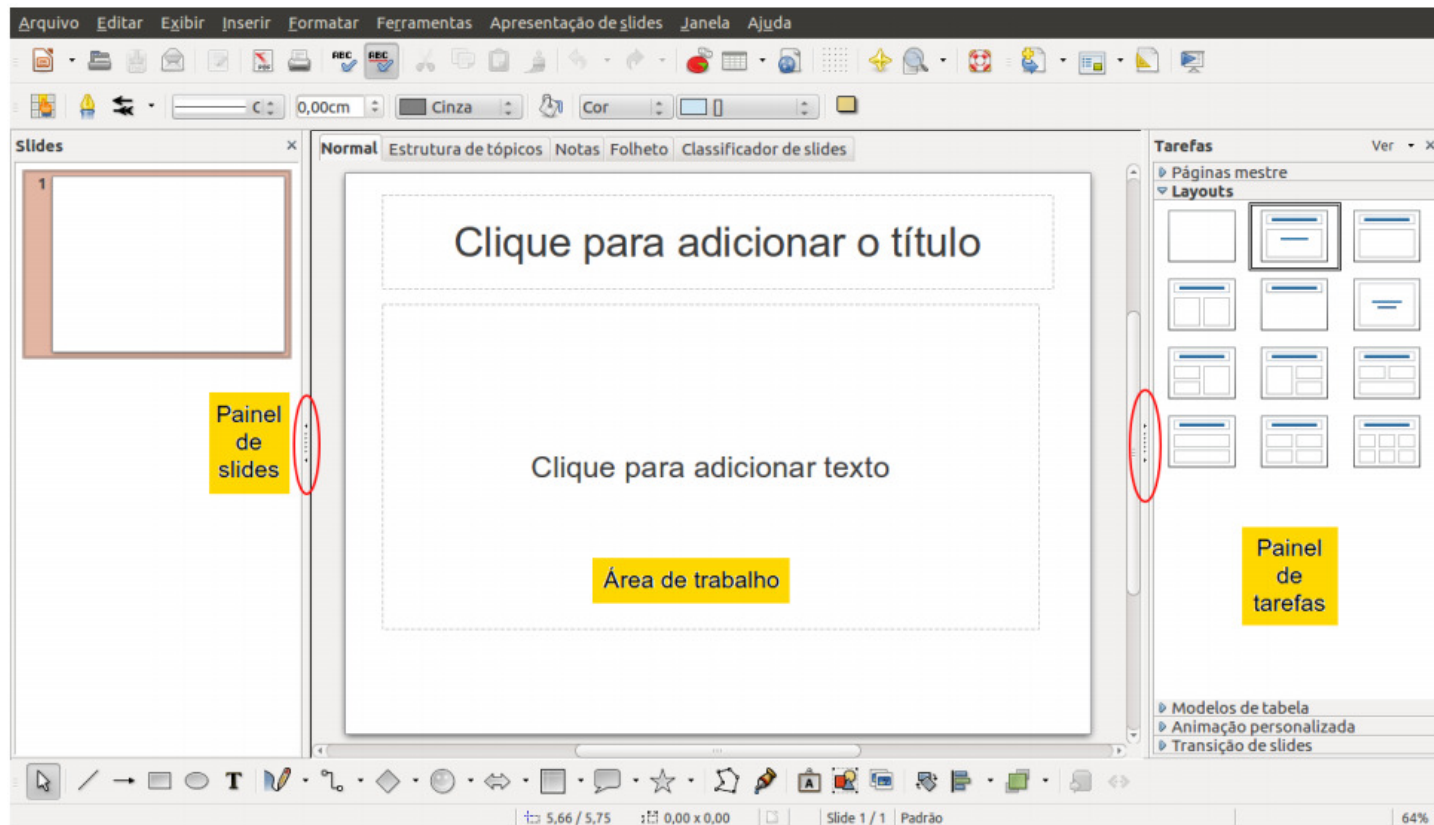 Arquivo Editar Exibir Inserir Formatar Ferramentas Apresentação de slides Janela Ajuda
PDF ABC ABC
C 0,00cm Cinza Cor []
Slides
Normal Estrutura de tópicos Notas Folheto Classificador de slides
Tarefas Ver
1
Páginas mestre
Layouts
Clique para adicionar o título
Painel
de
slides
Clique para adicionar texto
Área de trabalho
Painel
de
tarefas
Modelos de tabela
Animação personalizada
Transição de slides
T A
5,66 / 5,75 0,00 x 0,00 Slide 1 / 1 Padrão 64%